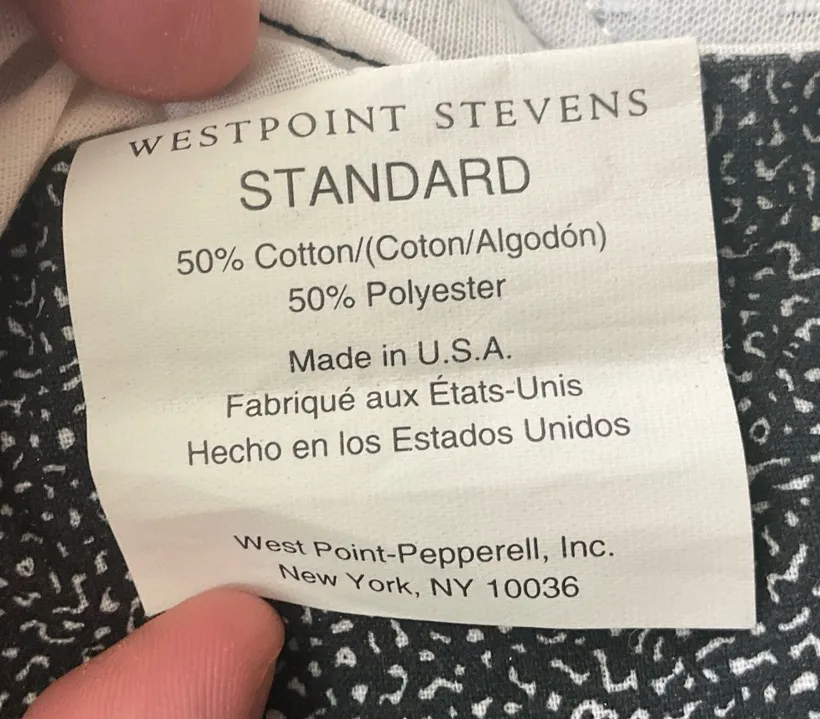 WESTPOINT STEVENS
STANDARD
50% Cotton/(Coton/Algodón)
50% Polyester
Made in U.S.A.
Fabriqué aux États-Unis
Hecho en los Estados Unidos
West Point-Pepperell, Inc.
New York, NY 10036